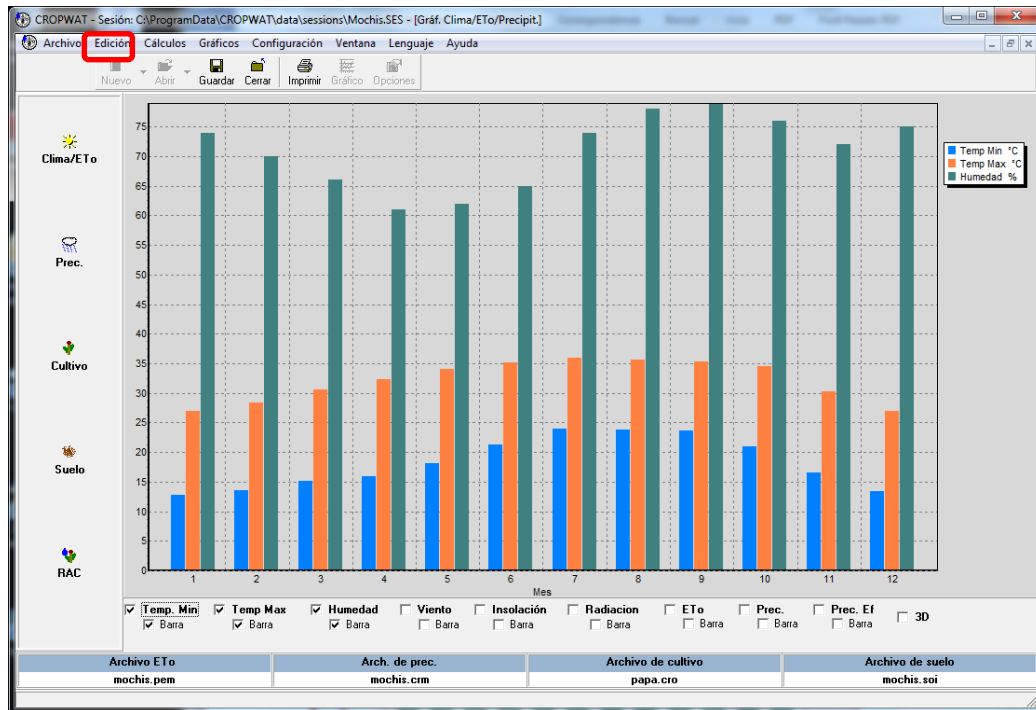 CROPWAT - Sesión: C:\ProgramData\CROPWAT\data\sessions\Mochis.SES - [Gráf. Clima/ETo/Precipit.]
Archivo Edición Cálculos Gráficos Configuración Ventana Lenguaje Ayuda
Nuevo Abrir Guardar Cerrar Imprimir Gráfico Opciones
Clima/ETo
Prec.
Cultivo
Suelo
RAC
75
70
65
60
55
50
45
40
35
30
25
20
15
10
5
0
1 2 3 4 5 6 7 8 9 10 11 12
Mes
Temp Min °C
Temp Max °C
Humedad %
Temp. Min Temp Max Humedad Viento Insolación Radiacion ETo Prec. Prec. Ef 3D
Barra Barra Barra Barra Barra Barra Barra Barra Barra
Archivo ETo Arch. de prec. Archivo de cultivo Archivo de suelo
mochis.pem mochis.crm papa.cro mochis.soi